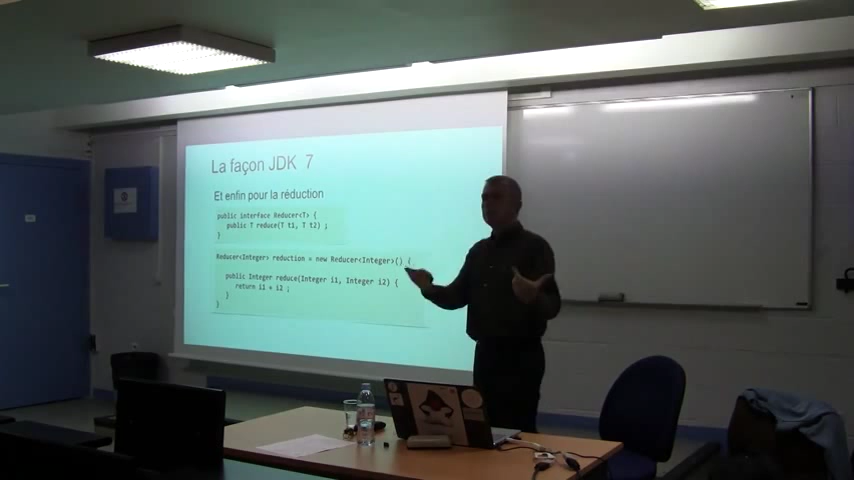 La façon JDK 7
Et enfin pour la réduction
public interface Reducer<T> {
public T reduce(T t1, T t2) ;
}
Reducer<Integer> reduction = new Reducer<Integer>() {
public Integer reduce(Integer i1, Integer i2) {
return i1 + i2 ;
}
}